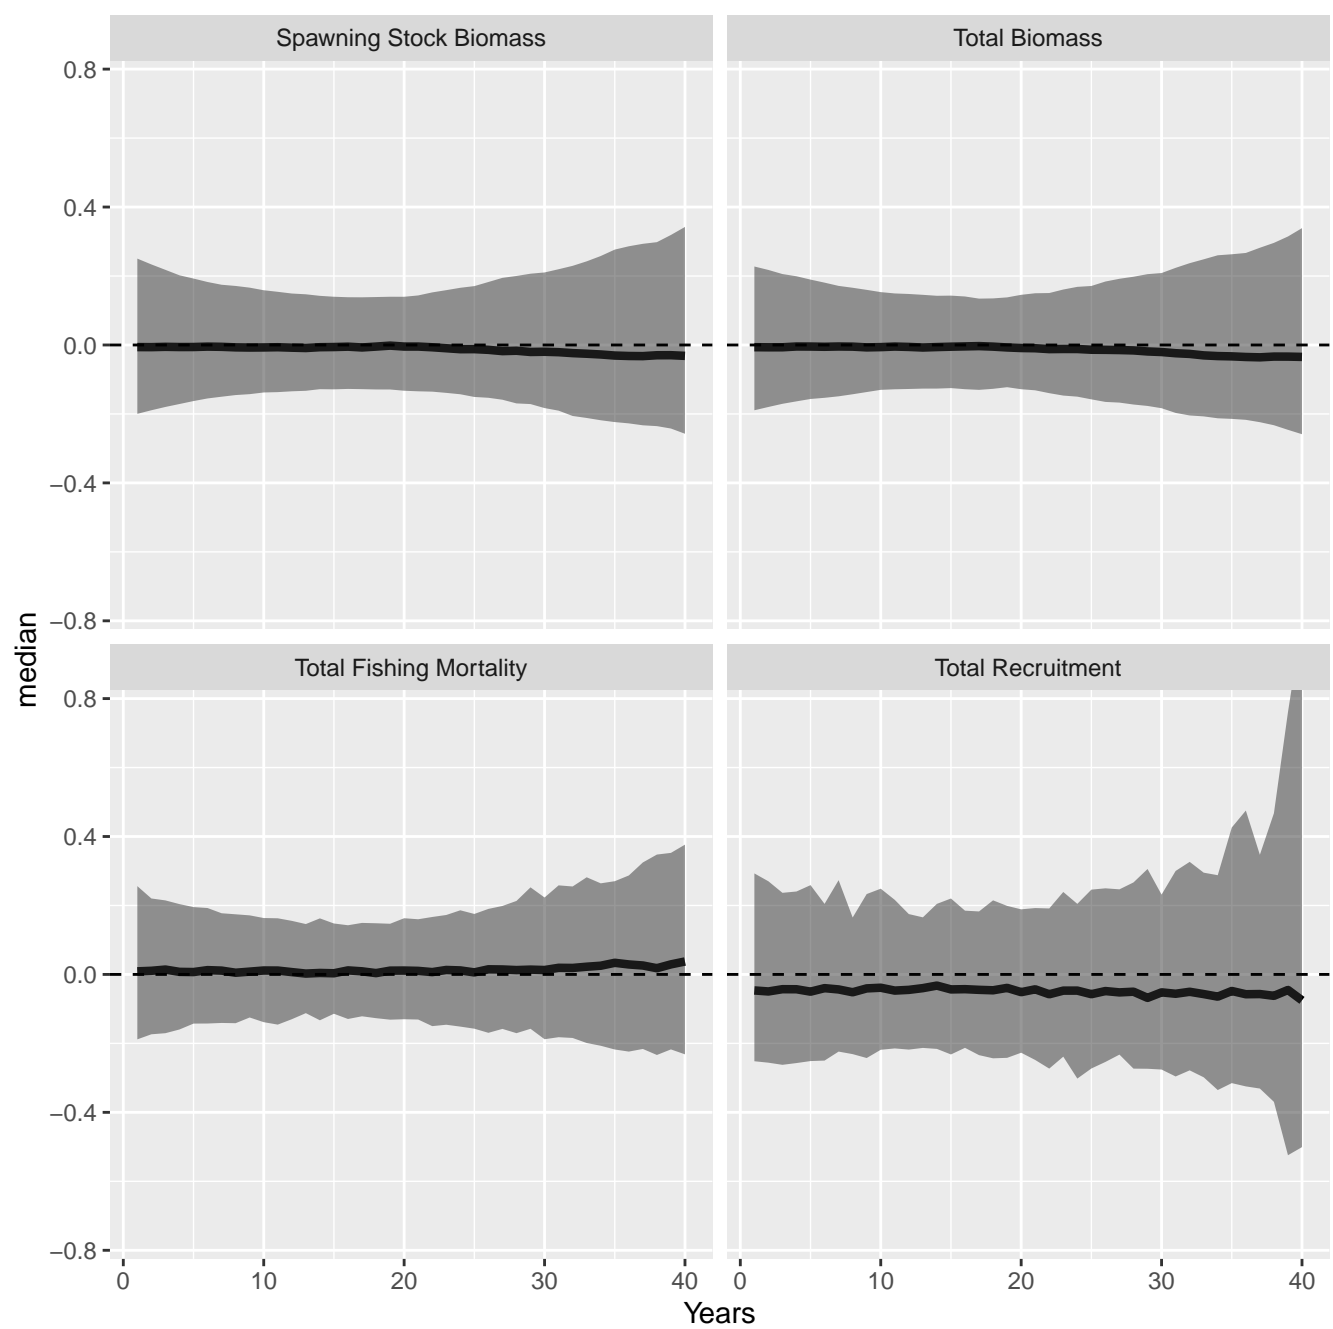 Spawning Stock Biomass
Total Biomass
0.8
0.4
0.0
−0.4
−0.8
median
Total Fishing Mortality
Total Recruitment
0.8
0.4
0.0
−0.4
−0.8
0 10 20 30 40
0 10 20 30 40
Years